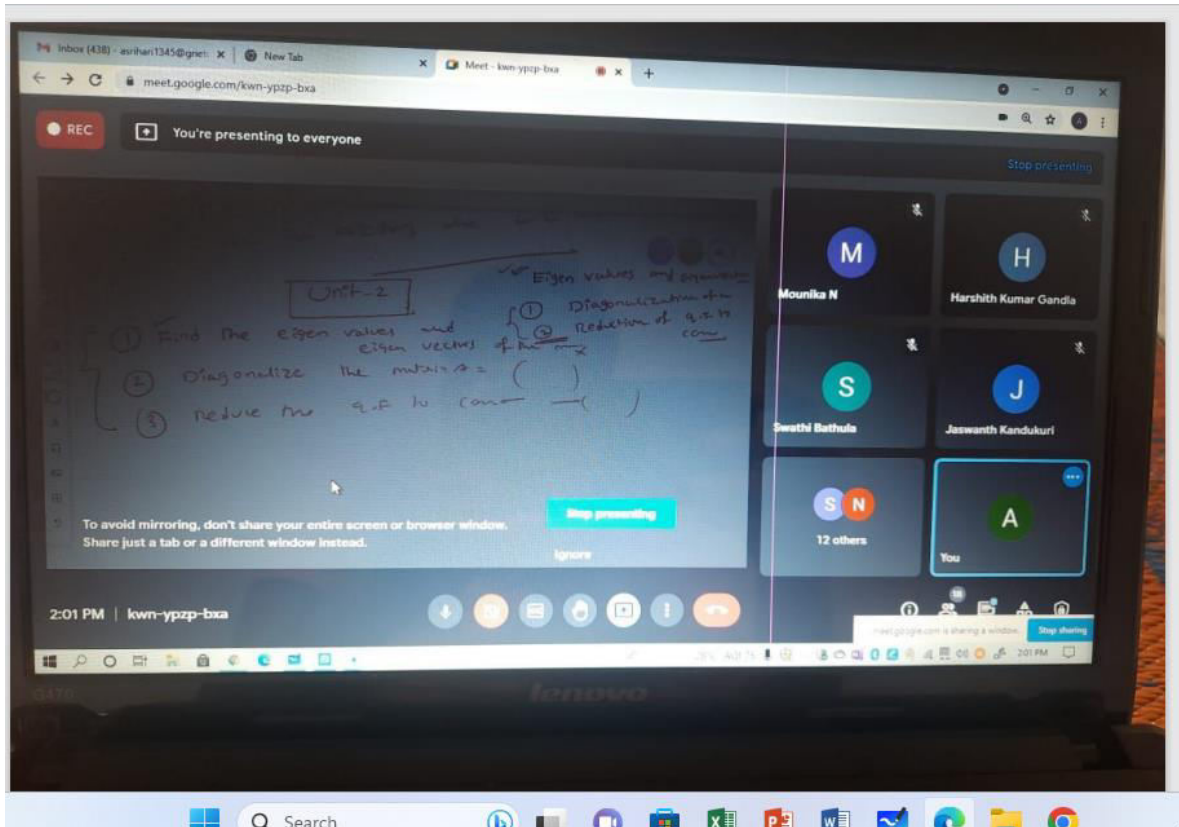 Inbox (438) - asrihari1345@griet.
New Tab
Meet - kwn-ypzp-bxa
meet.google.com/kwn-ypzp-bxa
REC
You're presenting to everyone
Stop presenting
Unit-2
Eigen values and
① Diagonalization of a
② Reduction of q.f. to
① Find the eigen values and
eigen vectors of the
② Diagonalize the matrix A = ( )
③ Reduce the q.f to ( )
M
Mounika N
H
Harshith Kumar Gandla
S
Swathi Bathula
J
Jaswanth Kandukuri
S N
12 others
A
You
To avoid mirroring, don't share your entire screen or browser window.
Share just a tab or a different window instead.
Stop presenting
Ignore
2:01 PM | kwn-ypzp-bxa
18
meet.google.com is sharing a window.
Stop sharing
2:01 PM
G470
lenovo
Search